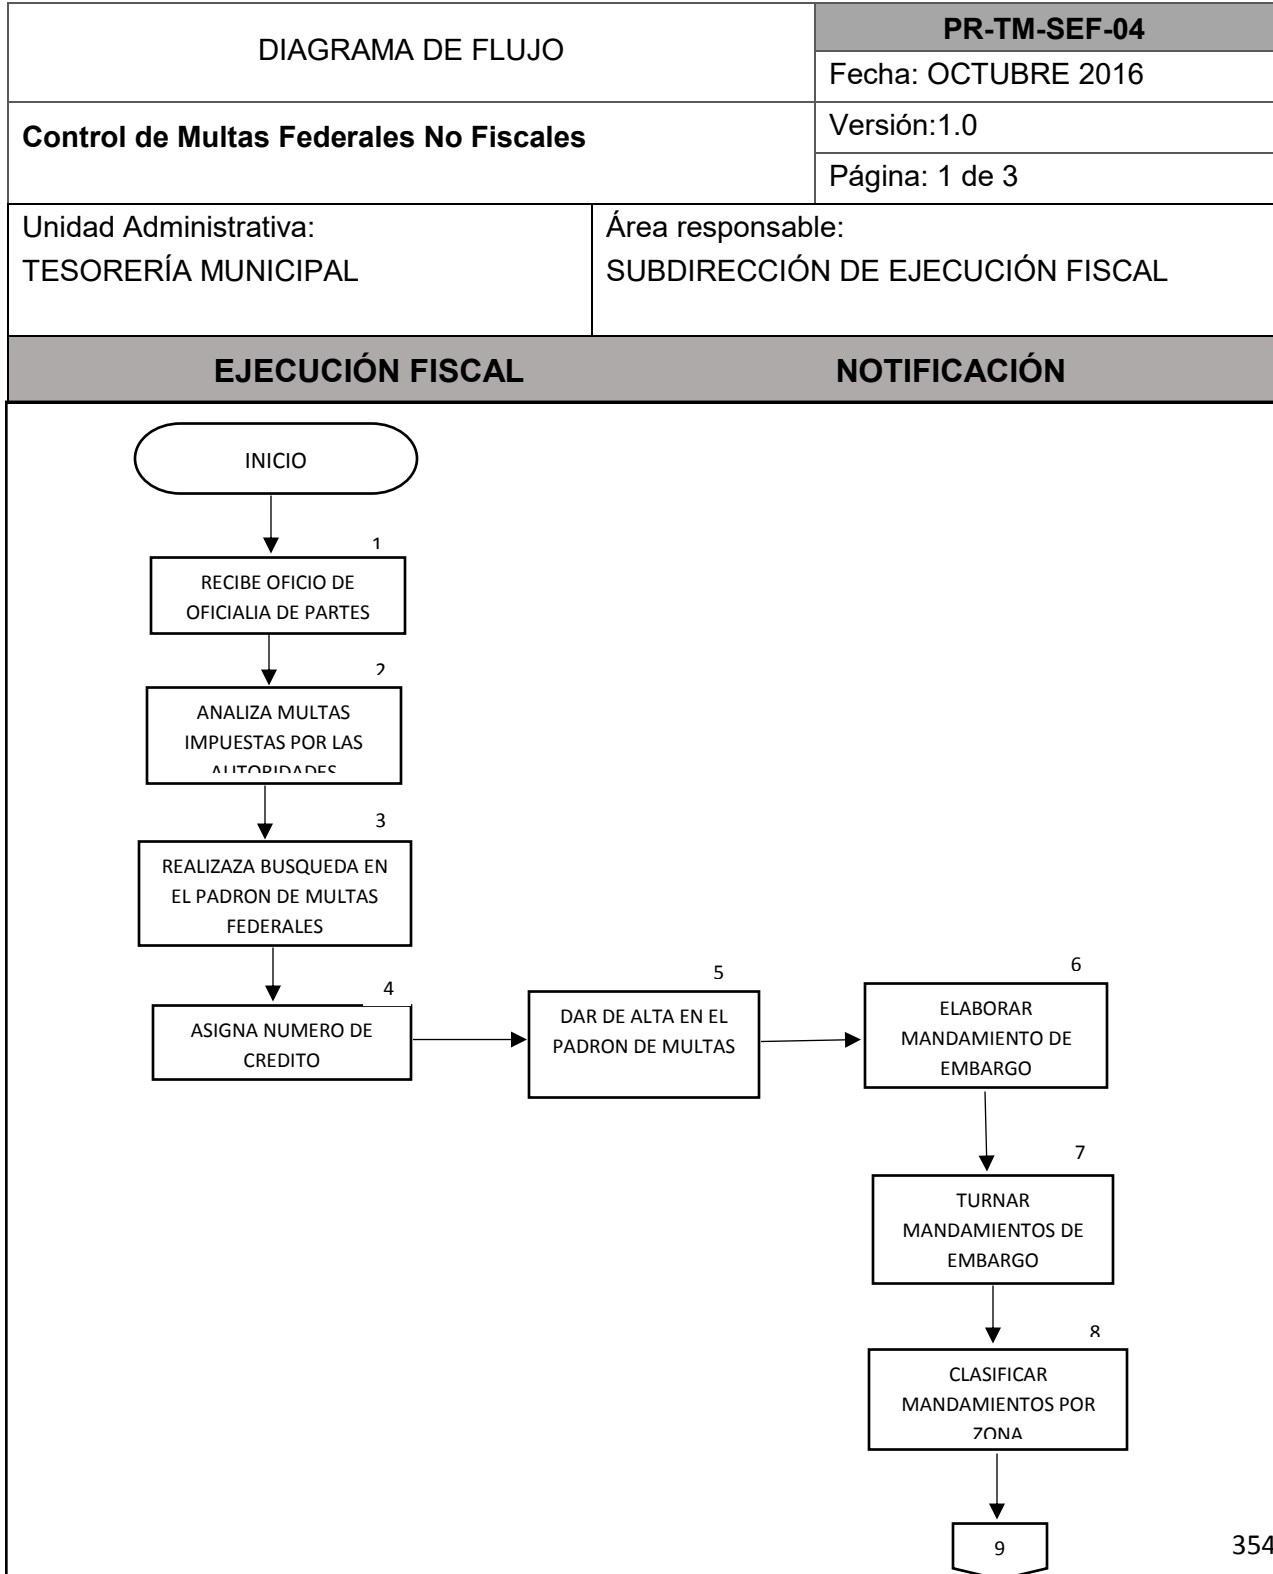 DIAGRAMA DE FLUJO
PR-TM-SEF-04
Fecha: OCTUBRE 2016
Control de Multas Federales No Fiscales
Versión:1.0
Página: 1 de 3
Unidad Administrativa:
TESORERÍA MUNICIPAL
Área responsable:
SUBDIRECCIÓN DE EJECUCIÓN FISCAL
EJECUCIÓN FISCAL
NOTIFICACIÓN
INICIO
1
RECIBE OFICIO DE
OFICIALIA DE PARTES
2
ANALIZA MULTAS
IMPUESTAS POR LAS
AUTORIDADES
3
REALIZAZA BUSQUEDA EN
EL PADRON DE MULTAS
FEDERALES
4
ASIGNA NUMERO DE
CREDITO
5
DAR DE ALTA EN EL
PADRON DE MULTAS
6
ELABORAR
MANDAMIENTO DE
EMBARGO
7
TURNAR
MANDAMIENTOS DE
EMBARGO
8
CLASIFICAR
MANDAMIENTOS POR
ZONA
9
354